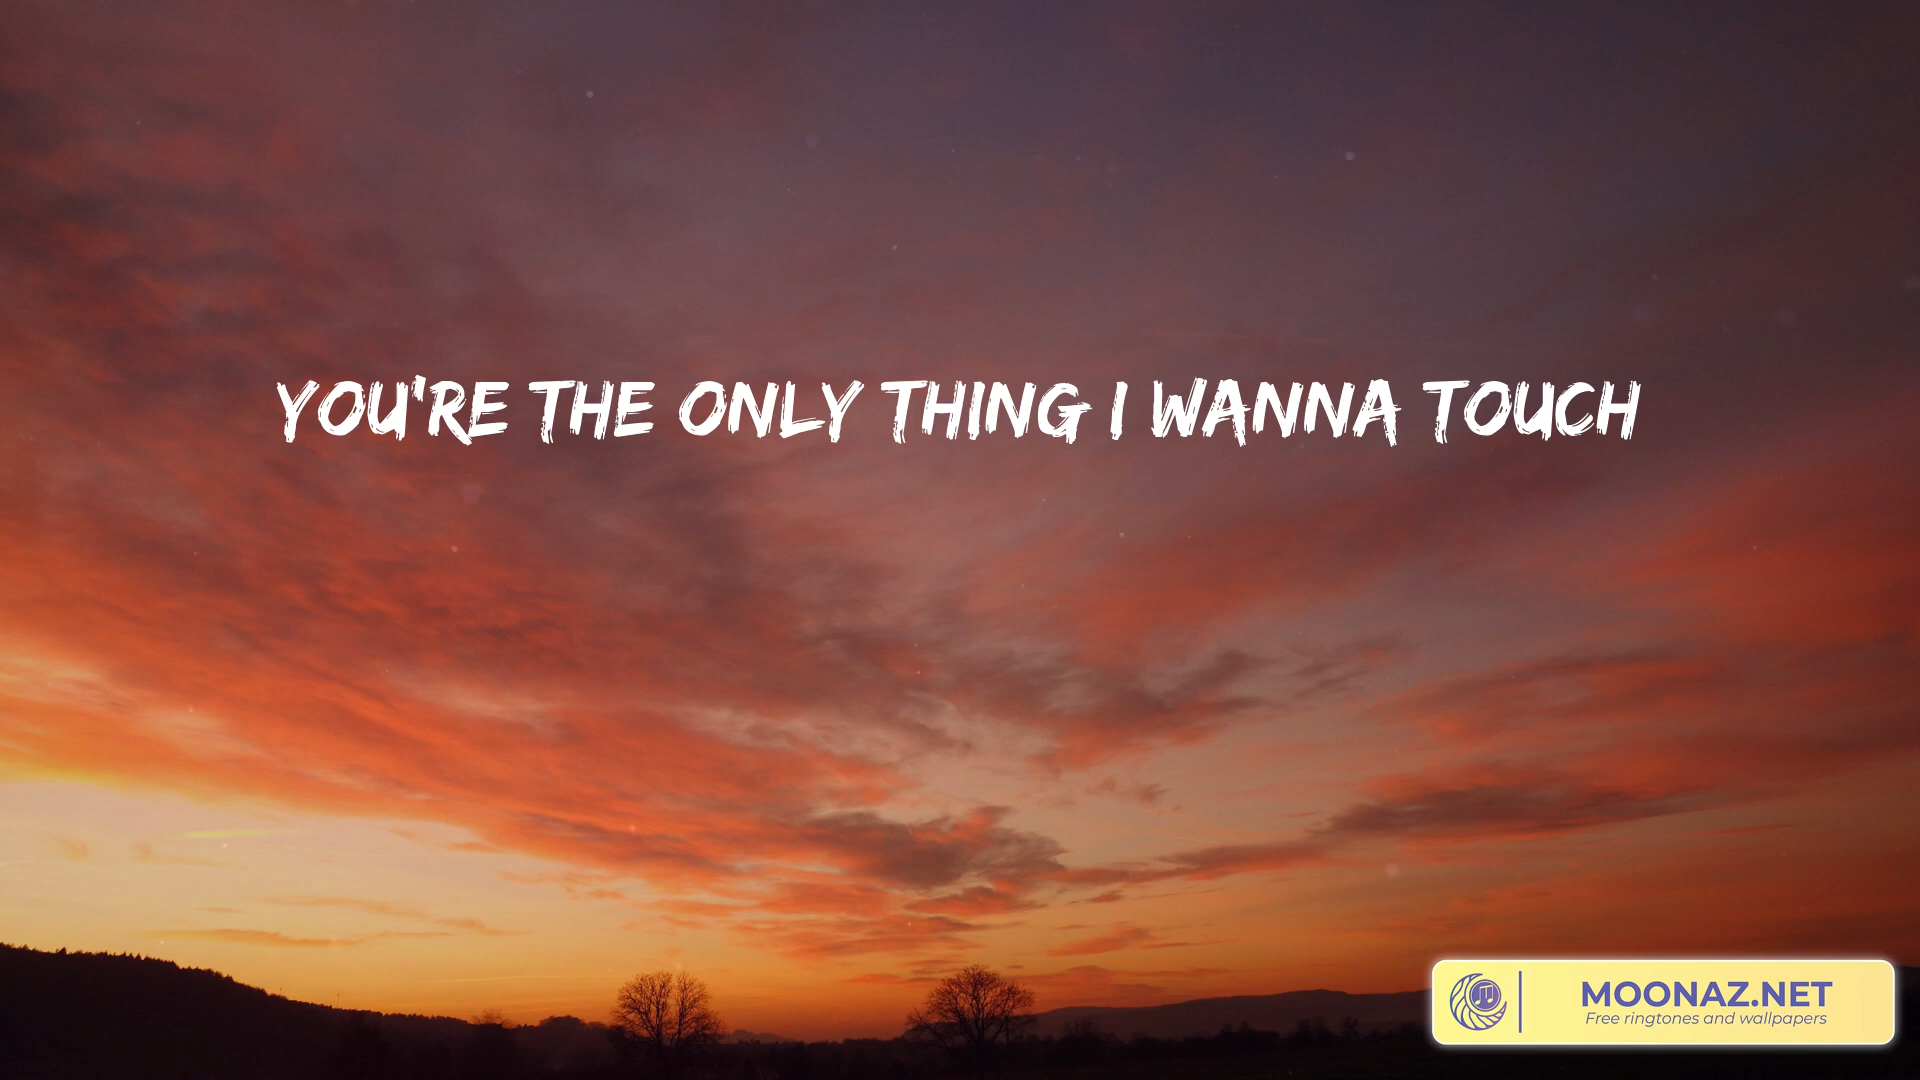 YOU'RE THE ONLY THING I WANNA TOUCH
MOONAZ.NET
Free ringtones and wallpapers